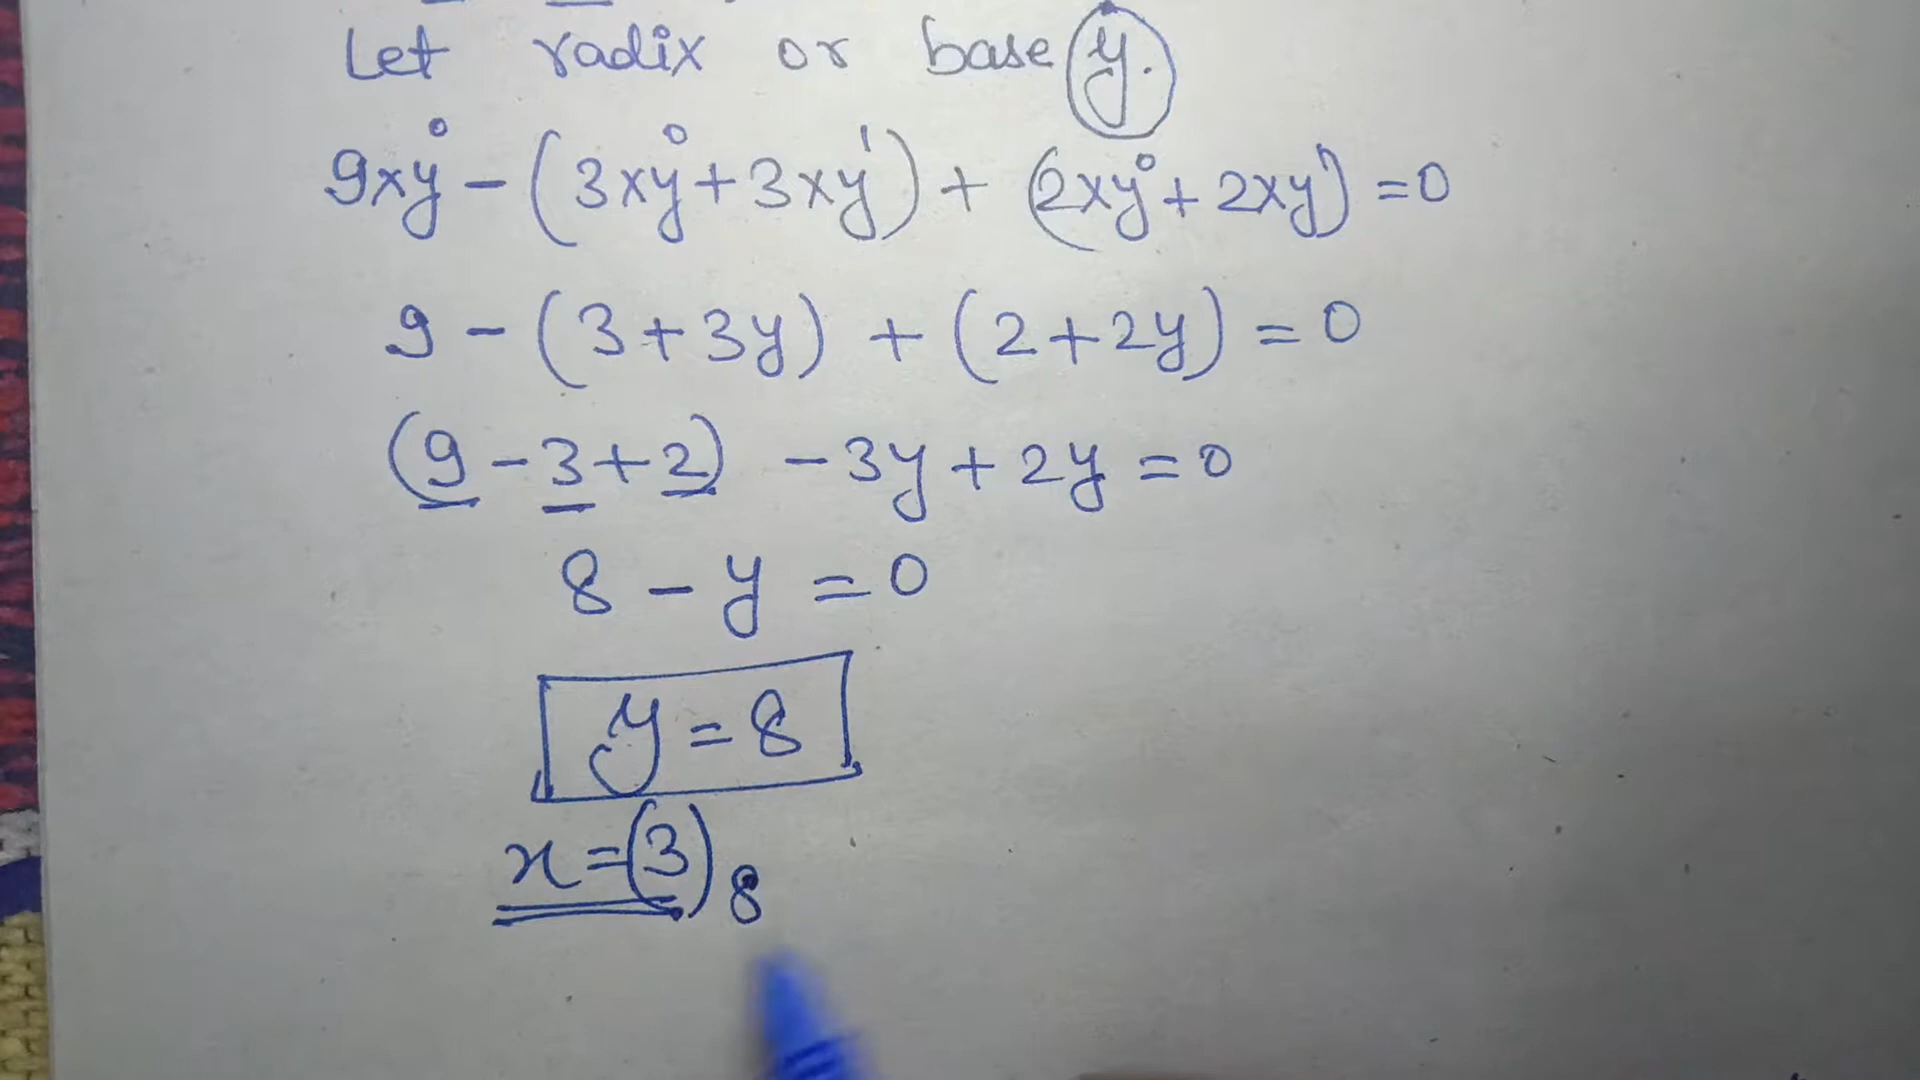 Let radix or base y.
9xy⁰ - (3xy⁰ + 3xy¹) + (2xy⁰ + 2xy¹) = 0
9 - (3 + 3y) + (2 + 2y) = 0
(9 - 3 + 2) - 3y + 2y = 0
8 - y = 0
y = 8
x = (3)₈